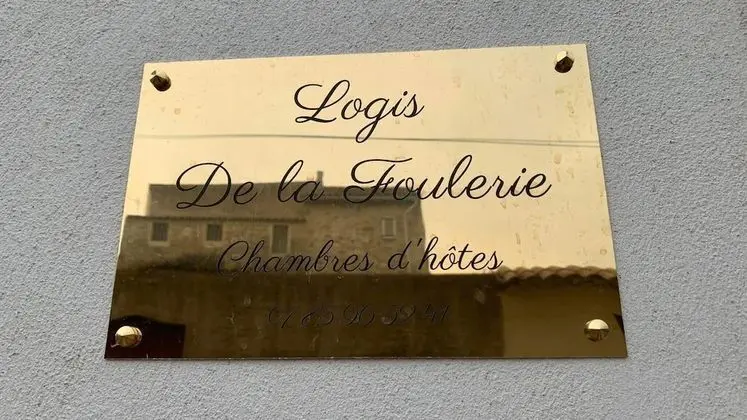 Logis
De la Foulerie
Chambres d'hôtes